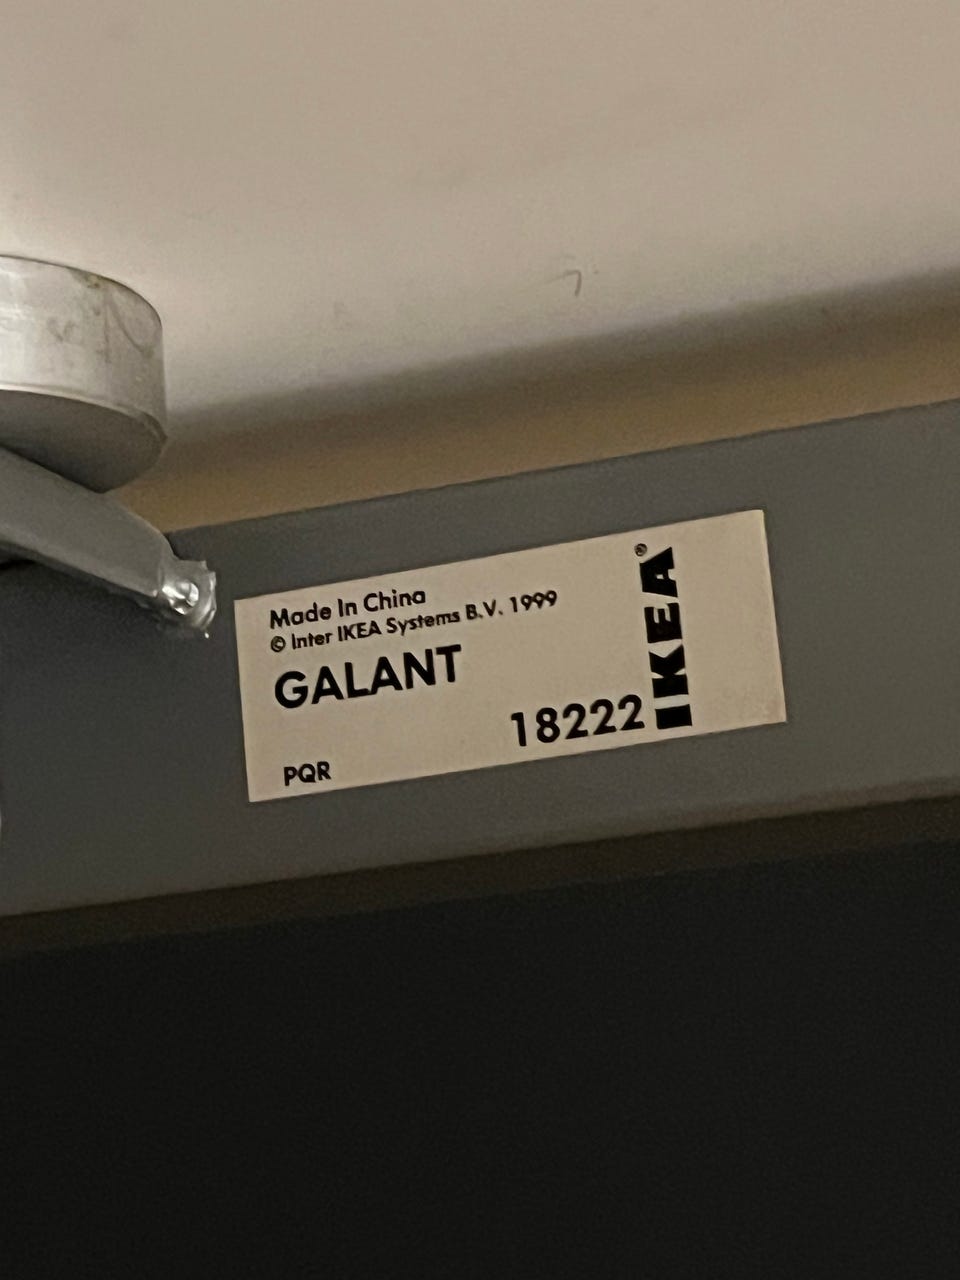 Made In China
© Inter IKEA Systems B.V. 1999
GALANT
18222
PQR
IKEA®